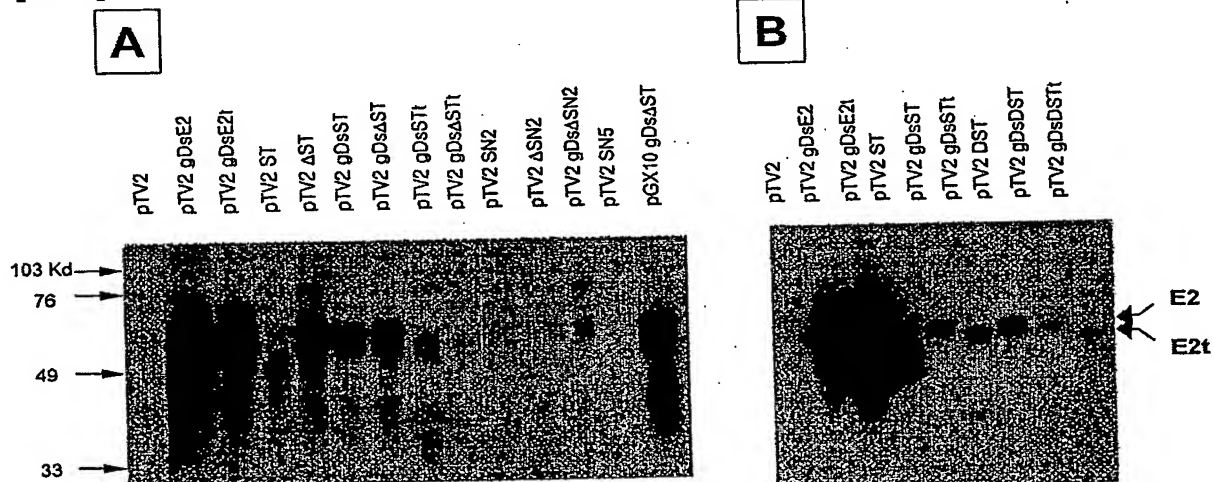 A
B
pTV2
pTV2 gDsE2
pTV2 gDsE2t
pTV2 ST
pTV2 ΔST
pTV2 gDsST
pTV2 gDsΔST
pTV2 gDsSTt
pTV2 gDsΔSTt
pTV2 SN2
pTV2 ΔSN2
pTV2 gDsΔSN2
pTV2 SN5
pGX10 gDsΔST
pTV2
pTV2 gDsE2
pTV2 gDsE2t
pTV2 ST
pTV2 gDsST
pTV2 gDsSTt
pTV2 DST
pTV2 gDsDST
pTV2 gDsDSTt
103 Kd
76
49
33
E2
E2t